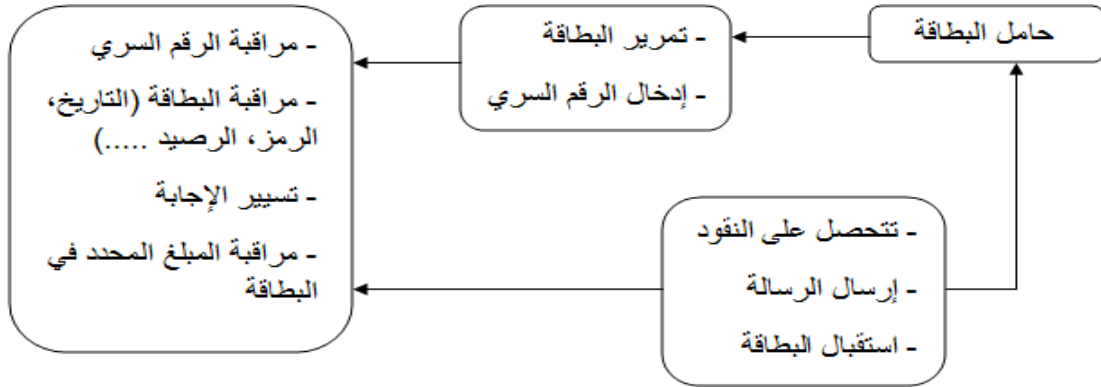 حامل البطاقة
- تمرير البطاقة
- إدخال الرقم السري
- مراقبة الرقم السري
- مراقبة البطاقة (التاريخ،
الرمز، الرصيد .....)
- تسيير الإجابة
- مراقبة المبلغ المحدد في
البطاقة
- تتحصل على النقود
- إرسال الرسالة
- استقبال البطاقة